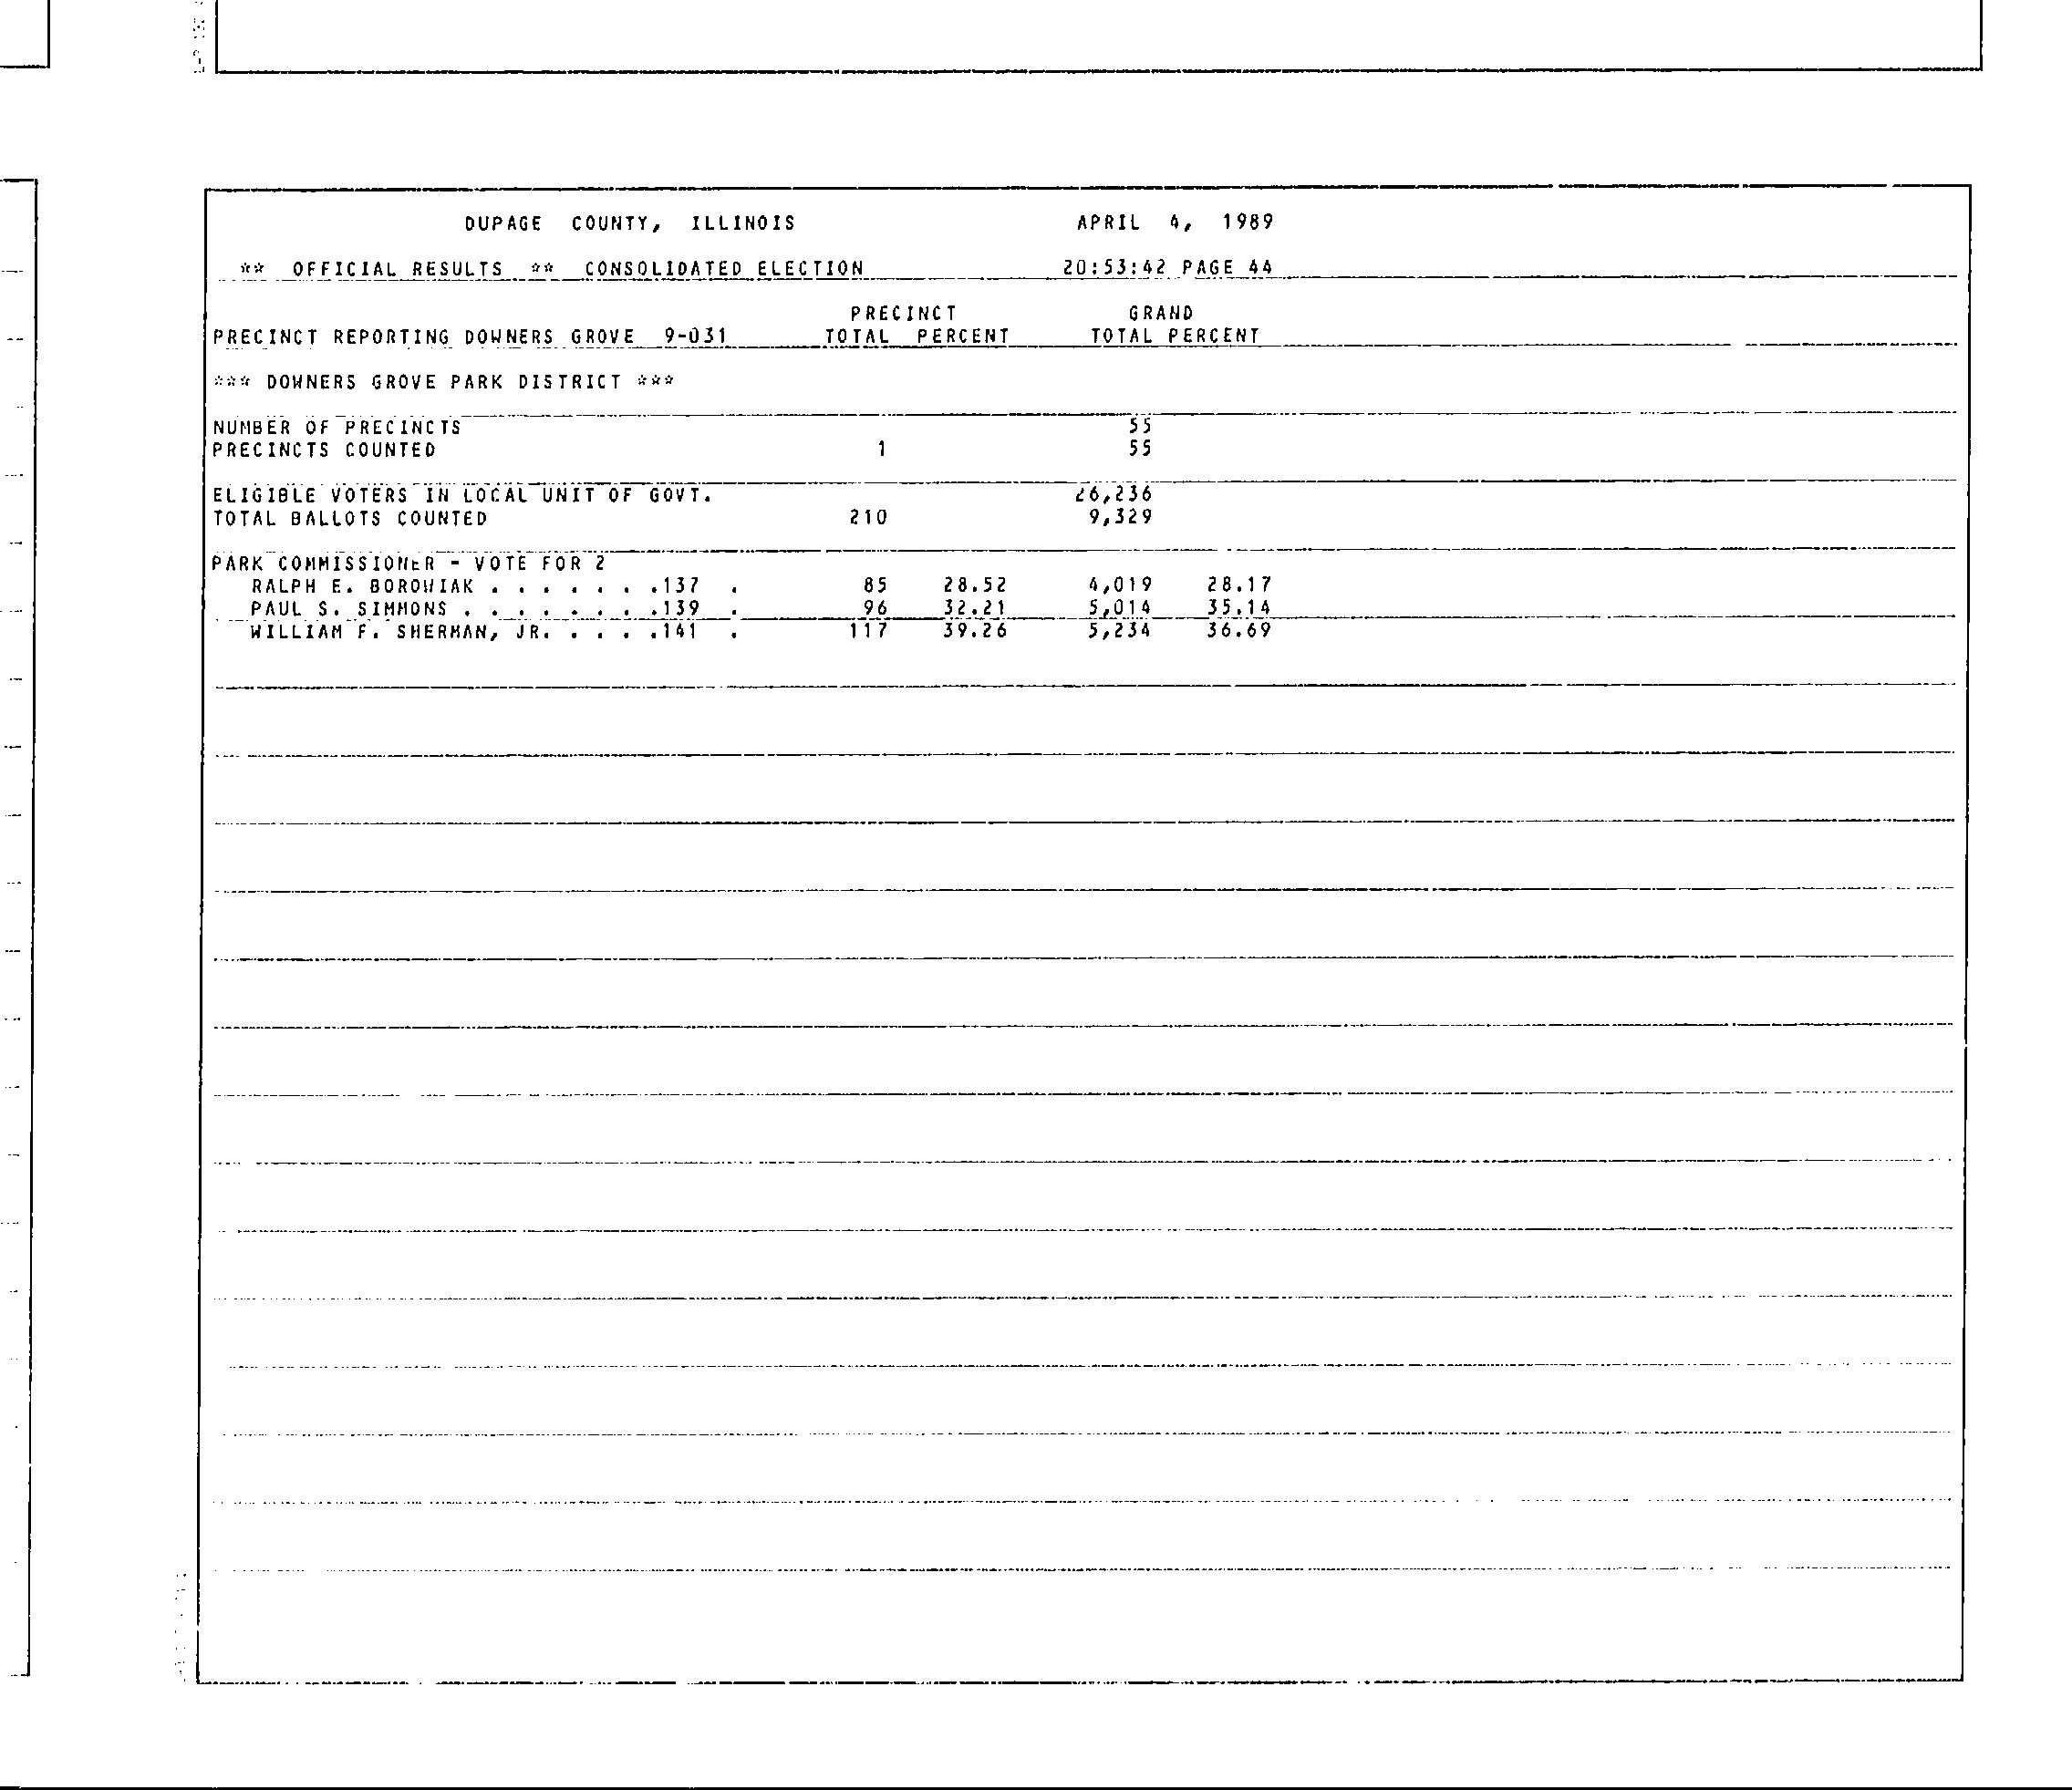 DUPAGE COUNTY, ILLINOIS APRIL 4, 1989
** OFFICIAL RESULTS ** CONSOLIDATED ELECTION 20:53:42 PAGE 44
PRECINCT GRAND
PRECINCT REPORTING DOWNERS GROVE 9-031 TOTAL PERCENT TOTAL PERCENT
*** DOWNERS GROVE PARK DISTRICT ***
NUMBER OF PRECINCTS 55
PRECINCTS COUNTED 1 55
ELIGIBLE VOTERS IN LOCAL UNIT OF GOVT. 26,236
TOTAL BALLOTS COUNTED 210 9,329
PARK COMMISSIONER - VOTE FOR 2
RALPH E. BOROWIAK . . . . . . .137 . 85 28.52 4,019 28.17
PAUL S. SIMMONS . . . . . . . .139 . 96 32.21 5,014 35.14
WILLIAM F. SHERMAN, JR. . . . .141 . 117 39.26 5,234 36.69